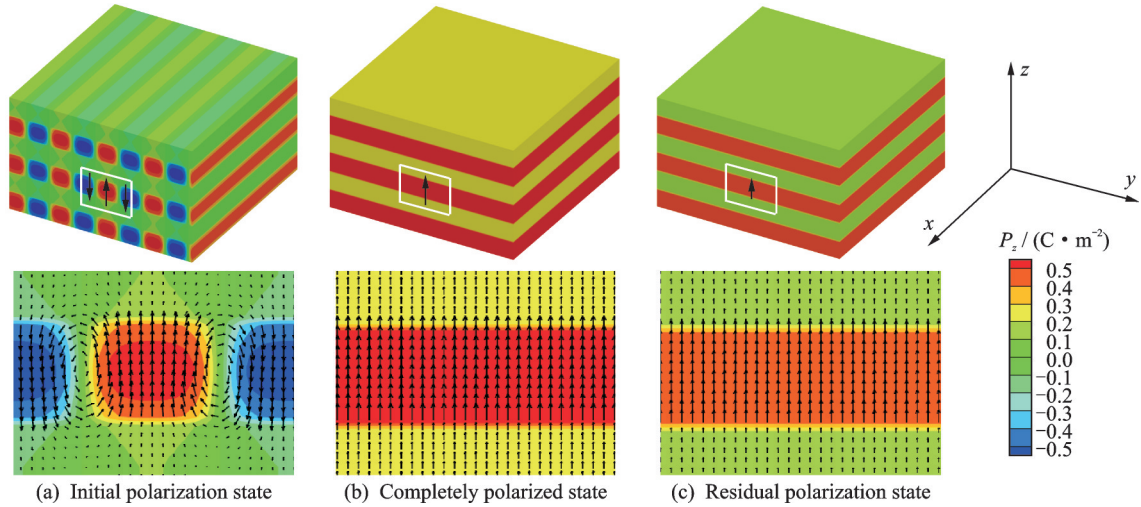 z
y
x
P_z / (C · m⁻²)
0.5
0.4
0.3
0.2
0.1
0.0
−0.1
−0.2
−0.3
−0.4
−0.5
(a) Initial polarization state
(b) Completely polarized state
(c) Residual polarization state